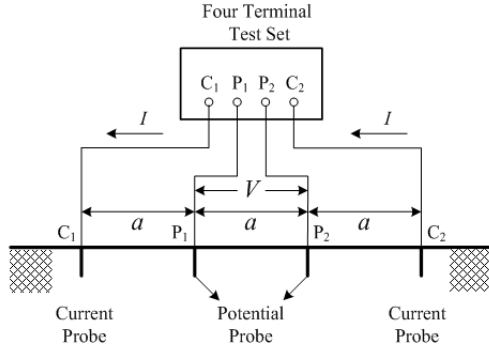 Four Terminal
Test Set
C₁ P₁ P₂ C₂
I I
V
a a a
C₁ P₁ P₂ C₂
Current Potential Current
Probe Probe Probe